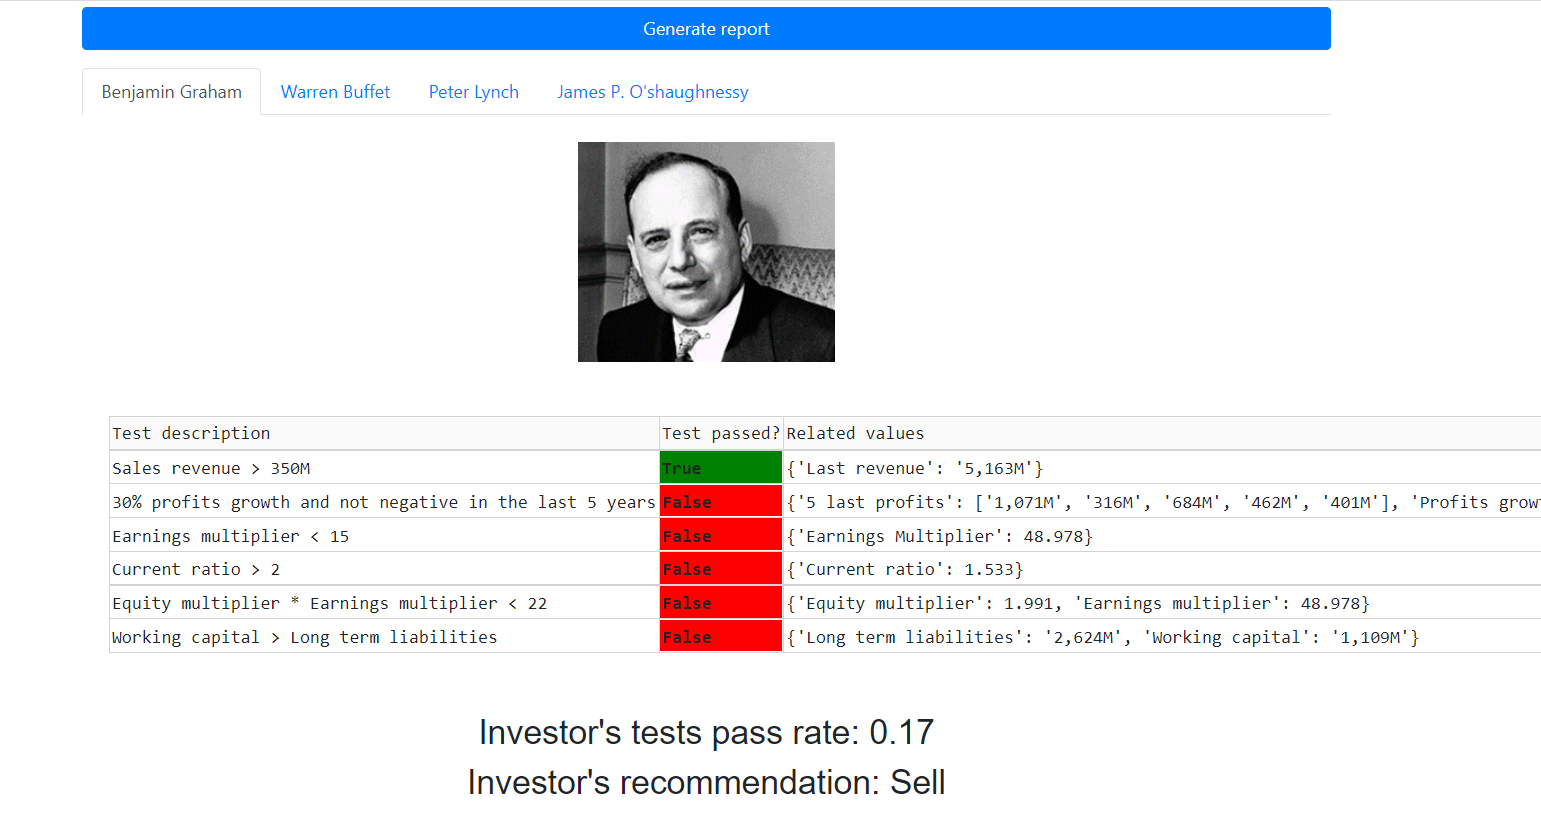 Generate report
Benjamin Graham Warren Buffet Peter Lynch James P. O'shaughnessy
Test description Test passed? Related values
Sales revenue > 350M True {'Last revenue': '5,163M'}
30% profits growth and not negative in the last 5 years False {'5 last profits': ['1,071M', '316M', '684M', '462M', '401M'], 'Profits grow
Earnings multiplier < 15 False {'Earnings Multiplier': 48.978}
Current ratio > 2 False {'Current ratio': 1.533}
Equity multiplier * Earnings multiplier < 22 False {'Equity multiplier': 1.991, 'Earnings multiplier': 48.978}
Working capital > Long term liabilities False {'Long term liabilities': '2,624M', 'Working capital': '1,109M'}
Investor's tests pass rate: 0.17
Investor's recommendation: Sell